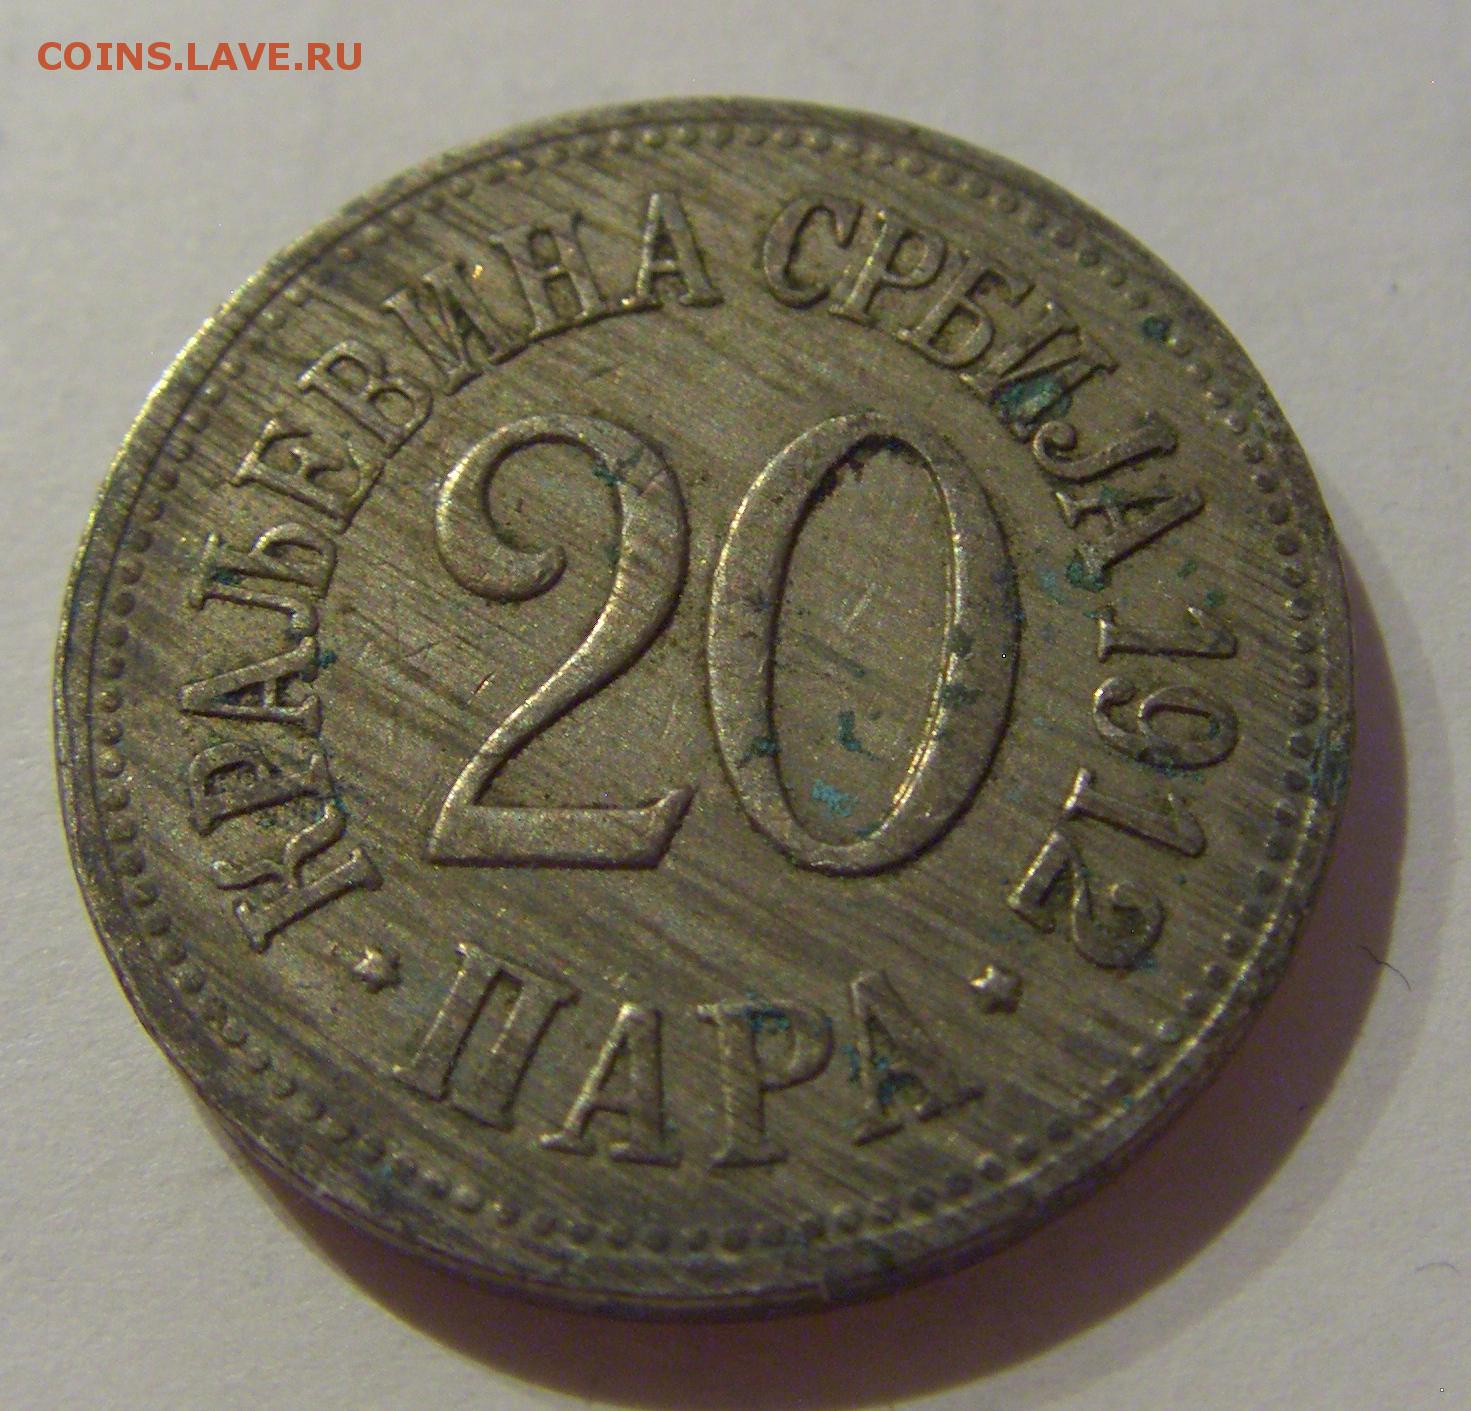 COINS.LAVE.RU
КРАЉЕВИНА СРБИЈА 1912
20
ПАРА